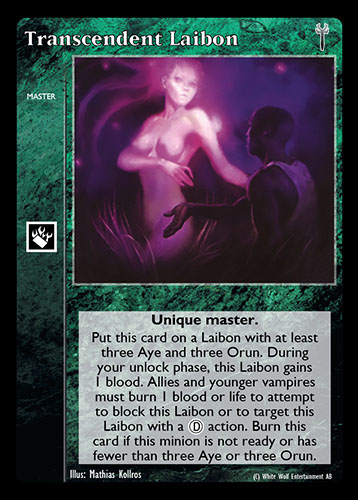 Transcendent Laibon
MASTER
Unique master.
Put this card on a Laibon with at least
three Aye and three Orun. During
your unlock phase, this Laibon gains
1 blood. Allies and younger vampires
must burn 1 blood or life to attempt
to block this Laibon or to target this
Laibon with a Ⓓ action. Burn this
card if this minion is not ready or has
fewer than three Aye or three Orun.
Illus: Mathias Kollros
(C) White Wolf Entertainment AB